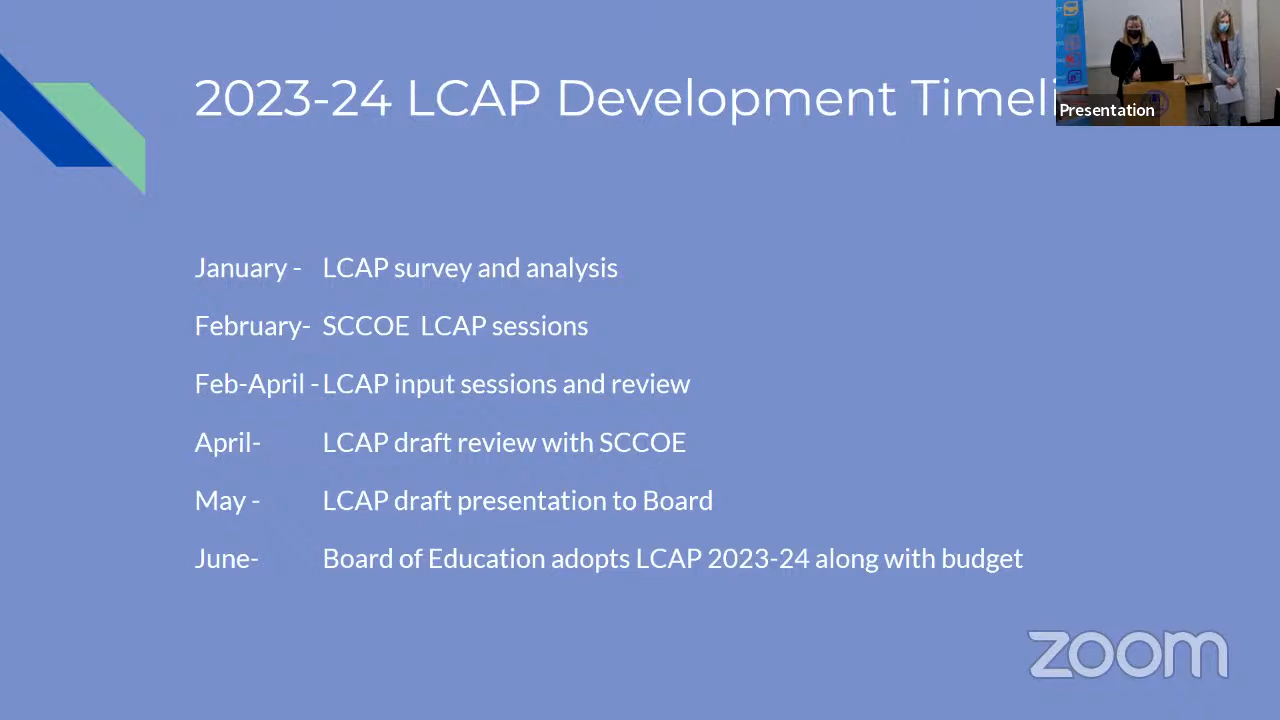 2023-24 LCAP Development Timeli
Presentation
January - LCAP survey and analysis
February- SCCOE LCAP sessions
Feb-April - LCAP input sessions and review
April- LCAP draft review with SCCOE
May - LCAP draft presentation to Board
June- Board of Education adopts LCAP 2023-24 along with budget
zoom